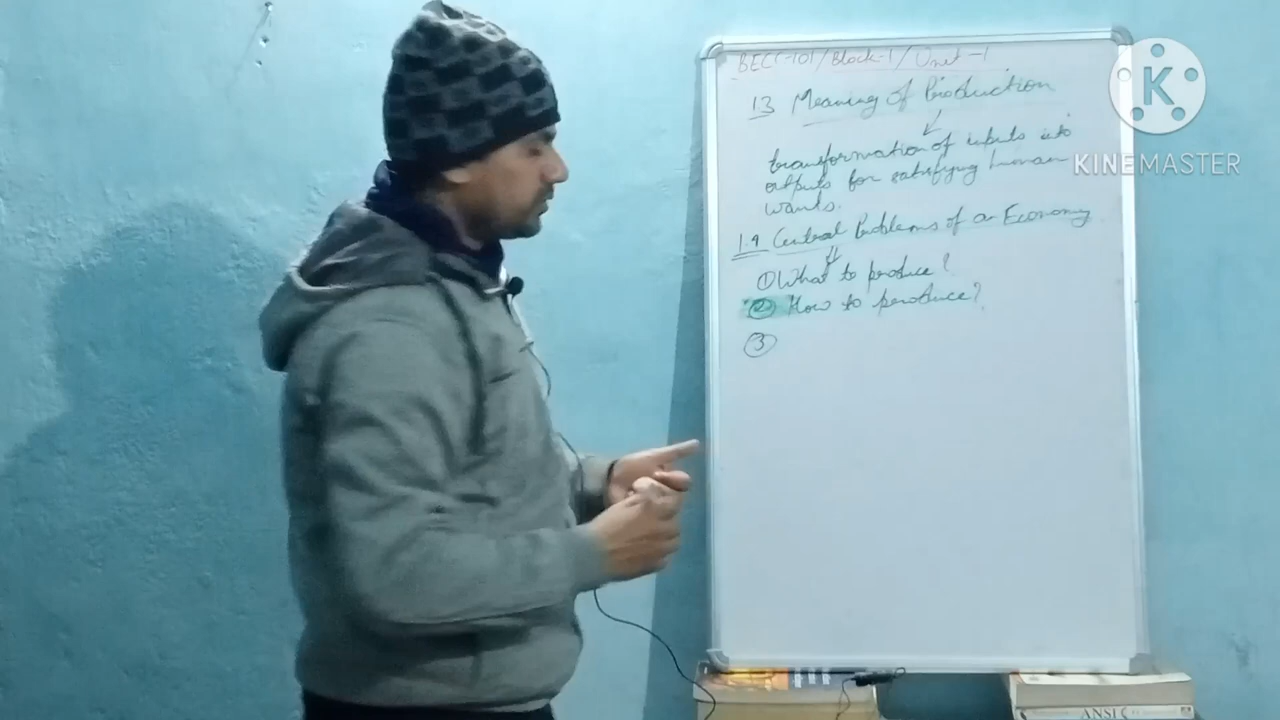 BECC-101/Block-1/Unit-1
1.3 Meaning of Production
transformation of inputs into
outputs for satisfying human
wants.
1.4 Central Problems of an Economy
① What to produce?
② How to produce?
③
K
KINEMASTER
ANSI